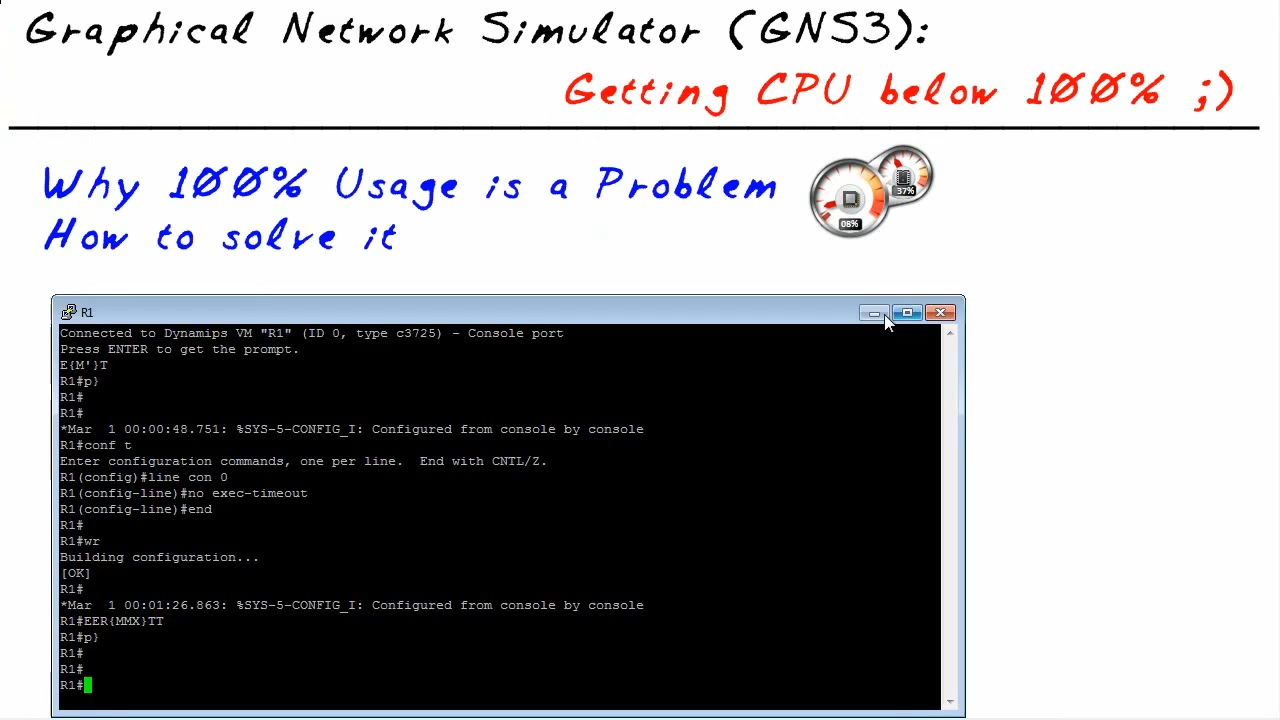 Graphical Network Simulator (GNS3):
Getting CPU below 100% ;)
Why 100% Usage is a Problem
How to solve it
37%
08%
R1
Connected to Dynamips VM "R1" (ID 0, type c3725) - Console port
Press ENTER to get the prompt.
E{M'}T
R1#p}
R1#
R1#
*Mar  1 00:00:48.751: %SYS-5-CONFIG_I: Configured from console by console
R1#conf t
Enter configuration commands, one per line.  End with CNTL/Z.
R1(config)#line con 0
R1(config-line)#no exec-timeout
R1(config-line)#end
R1#
R1#wr
Building configuration...
[OK]
R1#
*Mar  1 00:01:26.863: %SYS-5-CONFIG_I: Configured from console by console
R1#EER{MMX}TT
R1#p}
R1#
R1#
R1#